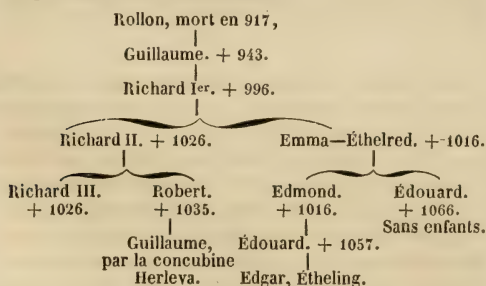 Rollon, mort en 917,
Guillaume. + 943.
Richard Ier. + 996.
Richard II. + 1026. Emma—Éthelred. + 1016.
Richard III. Robert. Edmond. Édouard.
+ 1026. + 1035. + 1016. + 1066.
Sans enfants.
Guillaume, Édouard. + 1057.
par la concubine
Herleva. Edgar, Étheling.